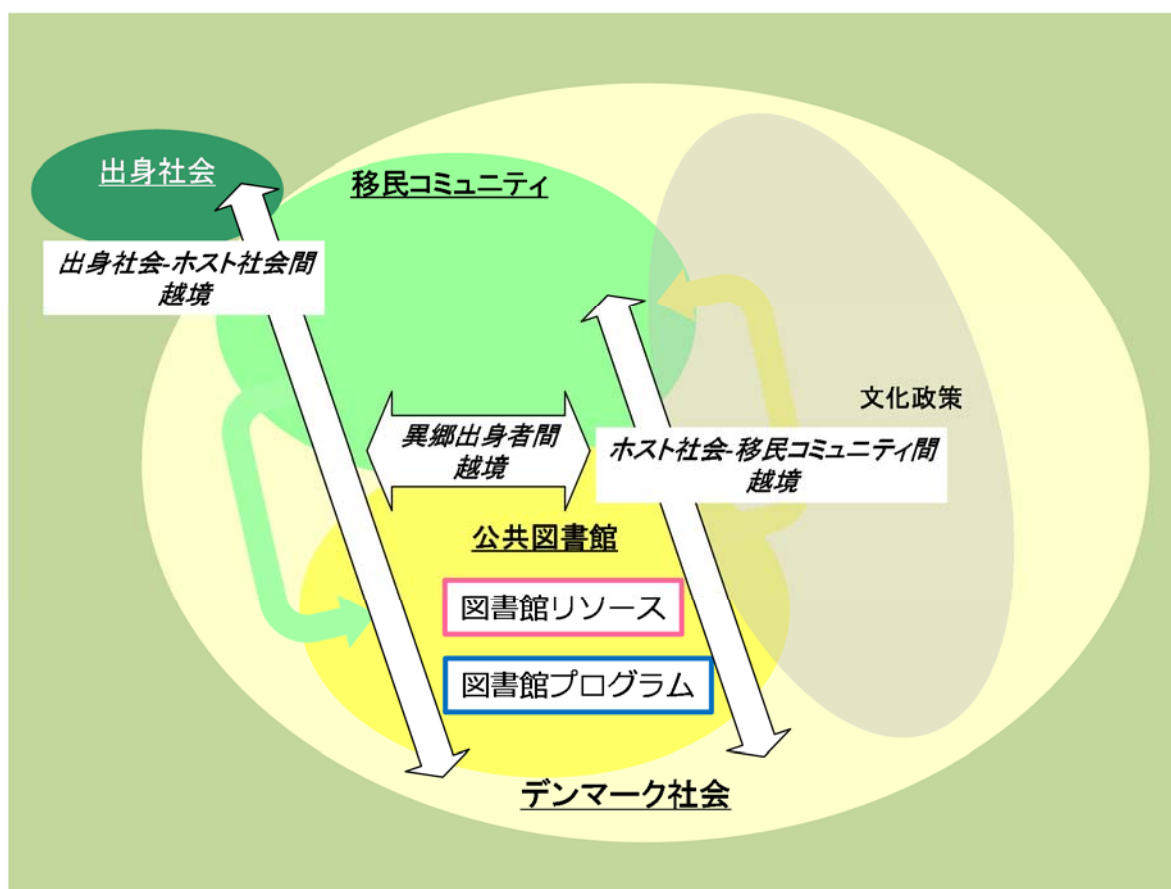 出身社会
移民コミュニティ
出身社会-ホスト社会間
越境
文化政策
異郷出身者間
越境
ホスト社会-移民コミュニティ間
越境
公共図書館
図書館リソース
図書館プログラム
デンマーク社会